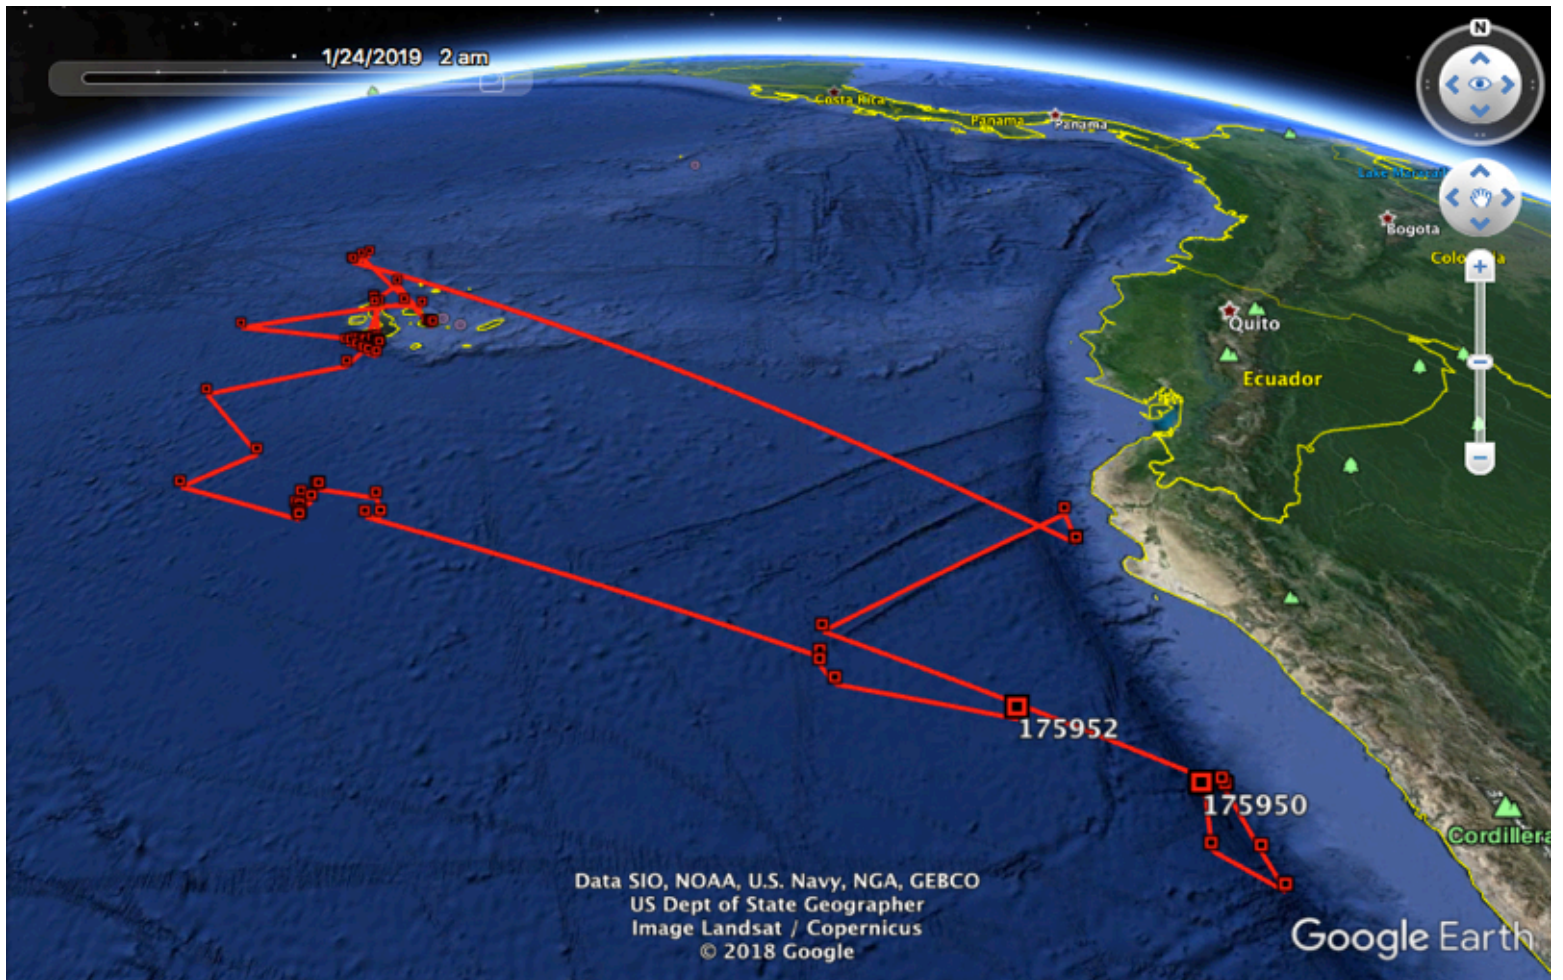 1/24/2019 2 am
N
Costa Rica
Panama
Panama
Bogota
Quito
Ecuador
175952
175950
Cordillera
Data SIO, NOAA, U.S. Navy, NGA, GEBCO
US Dept of State Geographer
Image Landsat / Copernicus
© 2018 Google
Google Earth